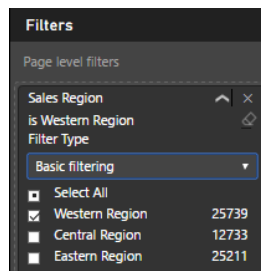 Filters
Page level filters
Sales Region
is Western Region
Filter Type
Basic filtering
Select All
Western Region 25739
Central Region 12733
Eastern Region 25211